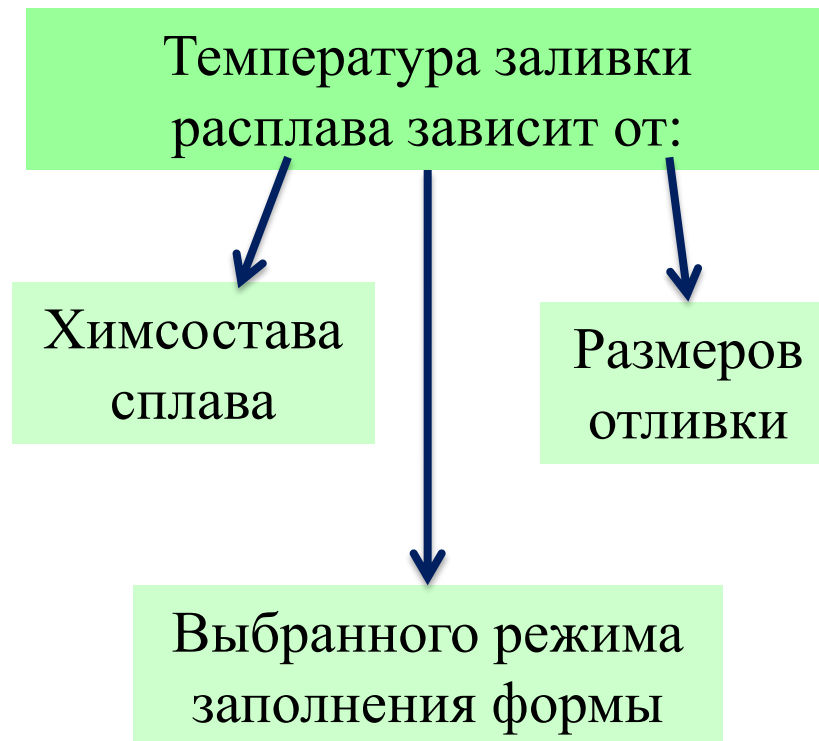 Температура заливки
расплава зависит от:
Химсостава
сплава
Размеров
отливки
Выбранного режима
заполнения формы